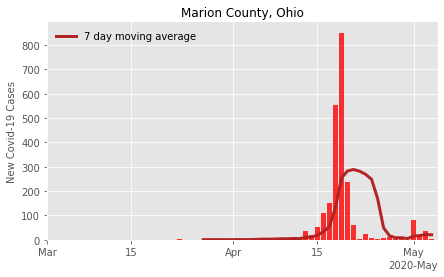 Marion County, Ohio
7 day moving average
New Covid-19 Cases
800
700
600
500
400
300
200
100
0
Mar 15 Apr 15 May
2020-May